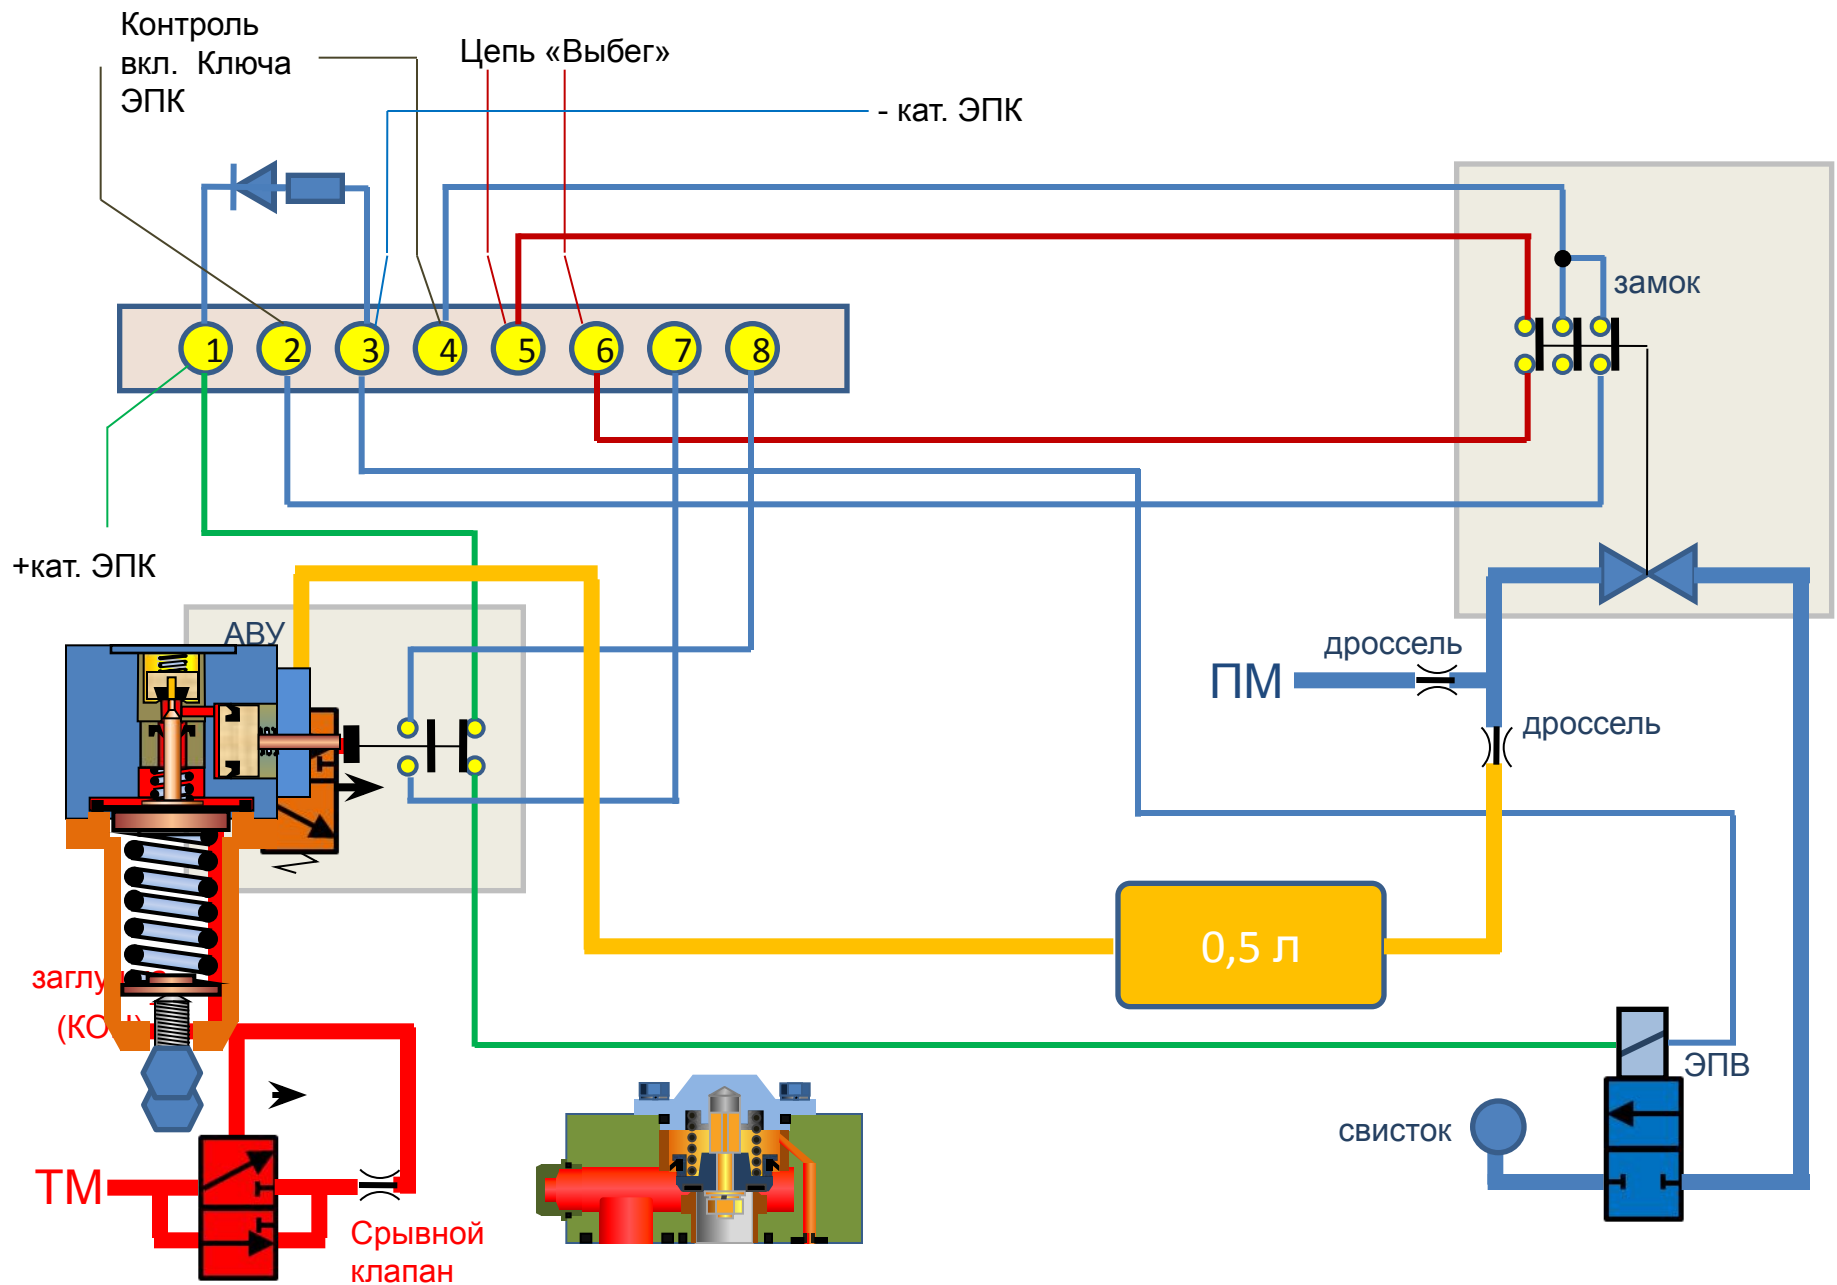 Контроль
вкл. Ключа
ЭПК
Цепь «Выбег»
- кат. ЭПК
замок
1 2 3 4 5 6 7 8
+кат. ЭПК
АВУ
дроссель
ПМ
дроссель
0,5 л
ЭПВ
свисток
ТМ
Срывной
клапан